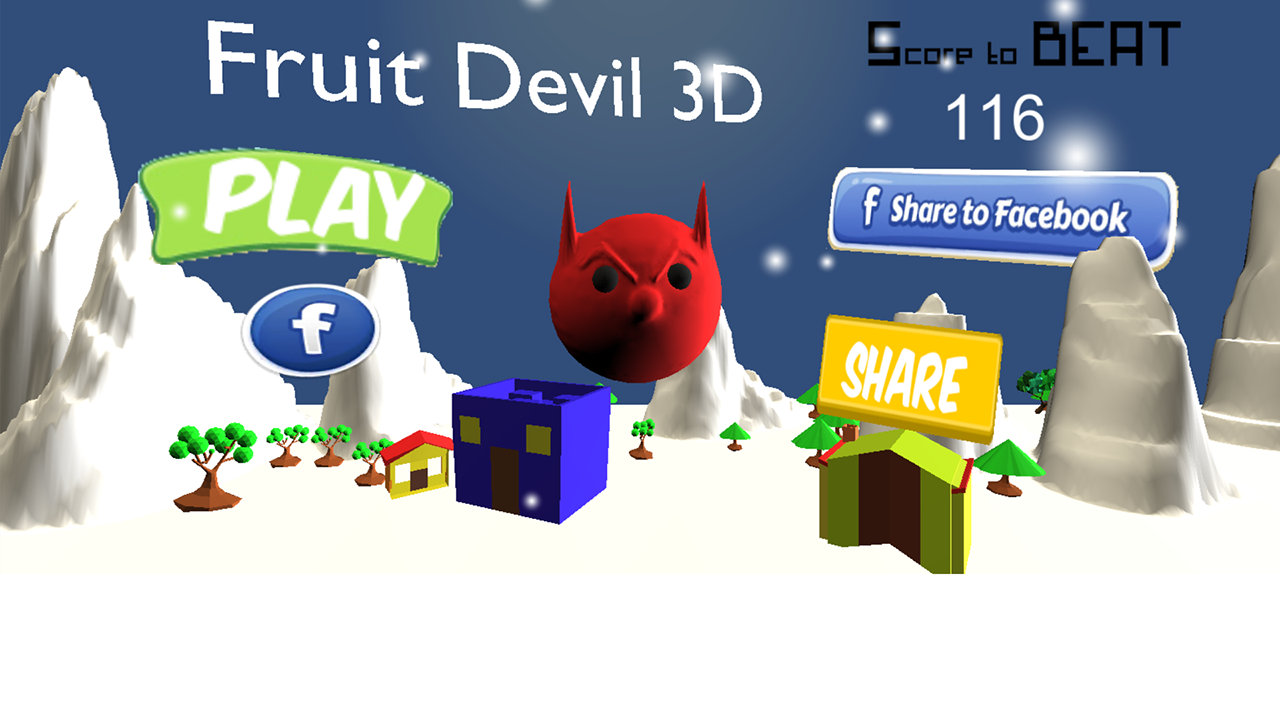 Fruit Devil 3D
Score to BEAT
116
PLAY
f Share to Facebook
f
SHARE